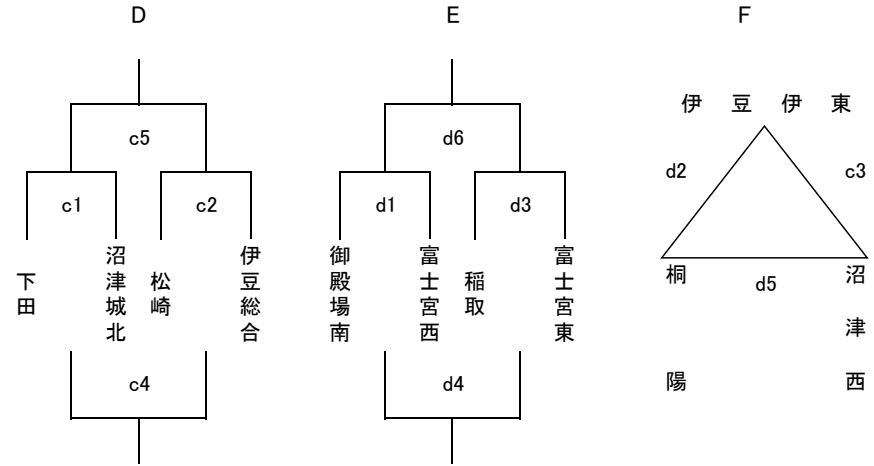 D
E
F
伊豆伊東
c5
d6
d2
c3
c1
c2
d1
d3
下田
沼津城北
松崎
伊豆総合
御殿場南
富士宮西
稲取
富士宮東
桐陽
d5
沼津西
c4
d4